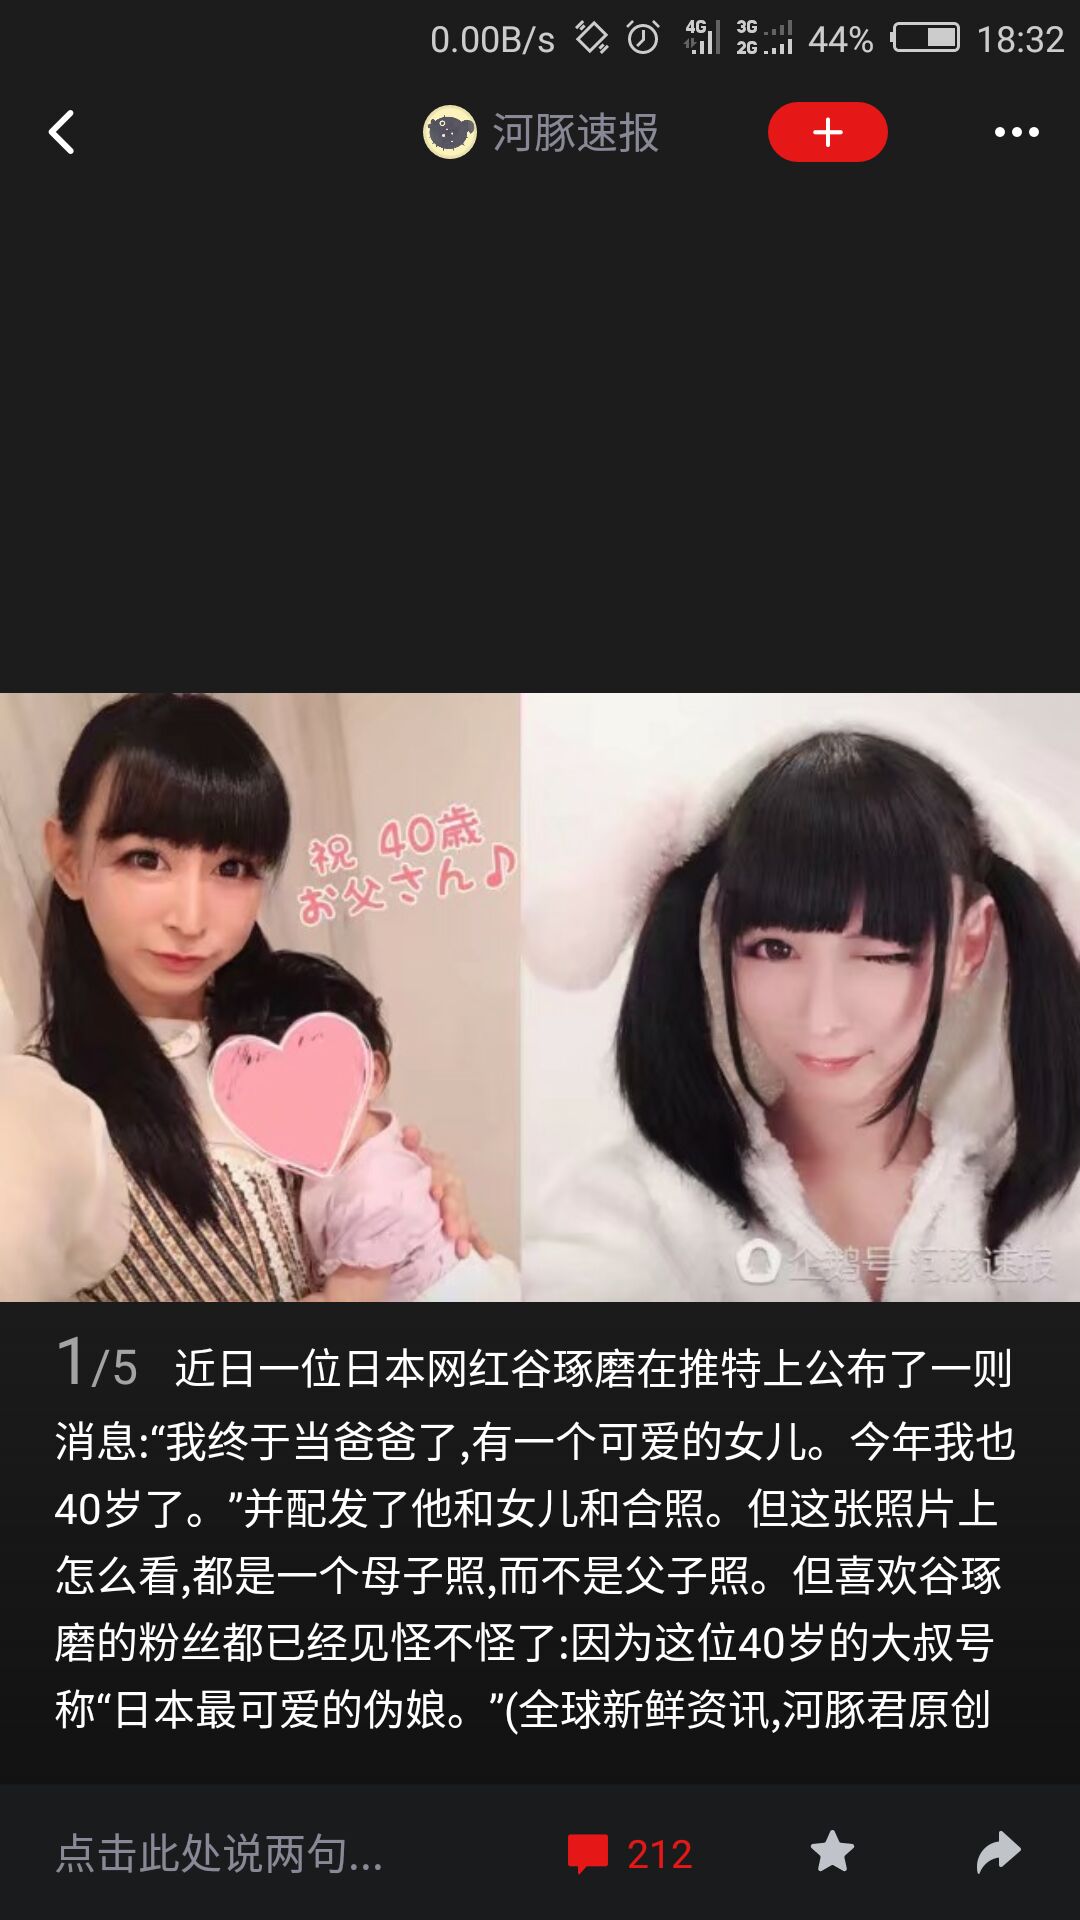 0.00B/s 4G 3G 2G 44% 18:32
河豚速报
祝 40歳
お父さん♪
企鹅号 河豚速报
1/5 近日一位日本网红谷琢磨在推特上公布了一则
消息:“我终于当爸爸了,有一个可爱的女儿。今年我也
40岁了。”并配发了他和女儿和合照。但这张照片上
怎么看,都是一个母子照,而不是父子照。但喜欢谷琢
磨的粉丝都已经见怪不怪了:因为这位40岁的大叔号
称“日本最可爱的伪娘。”(全球新鲜资讯,河豚君原创
点击此处说两句... 212